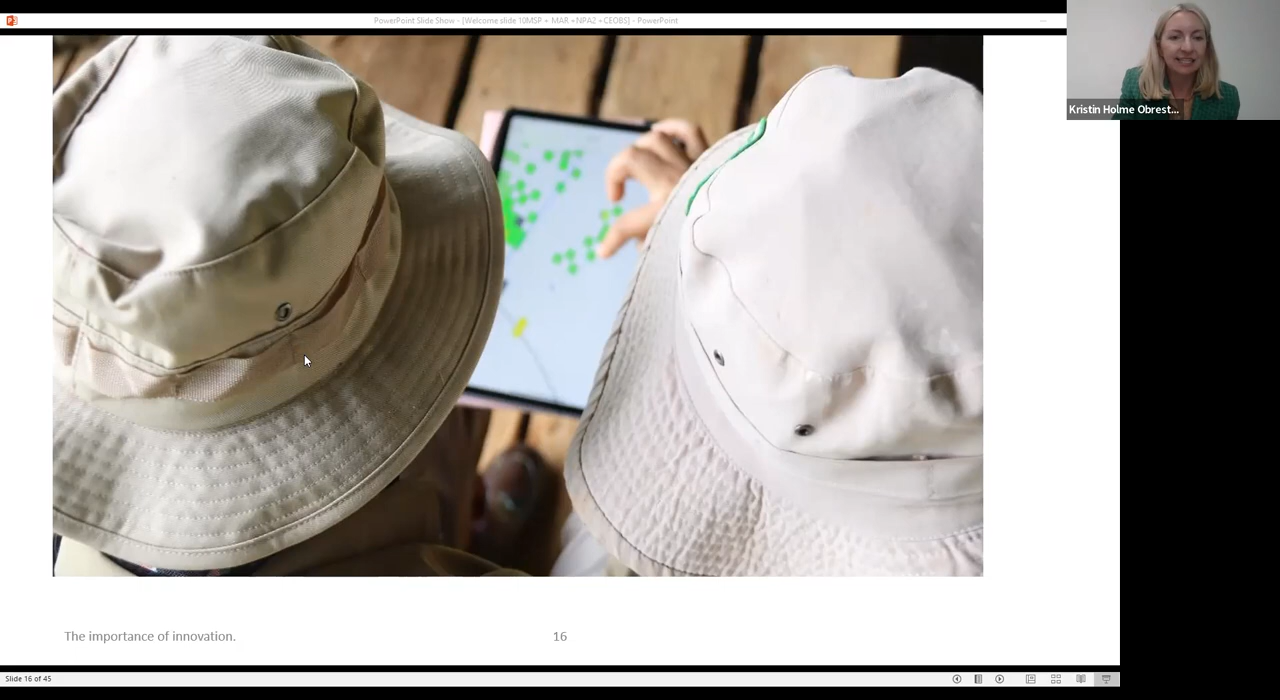 PowerPoint Slide Show - [Welcome slide 10MSP + MAR +NPA2 +CEOBS] - PowerPoint
Kristin Holme Obrest...
The importance of innovation.
16
Slide 16 of 45